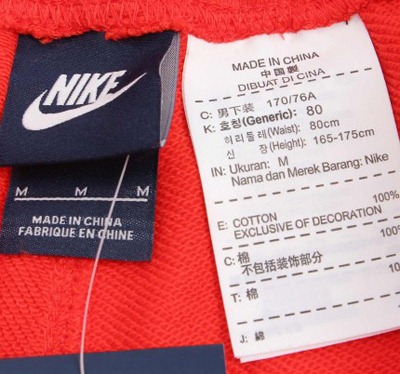 NIKE
M M M
MADE IN CHINA
FABRIQUE EN CHINE
MADE IN CHINA
中国製
DIBUAT DI CINA
C: 男下装 170/76A
K: 호칭(Generic): 80
허리둘레(Waist): 80cm
신 장(Height): 165-175cm
IN: Ukuran: M
Nama dan Merek Barang: Nike
100%
E: COTTON
EXCLUSIVE OF DECORATION
100%
C: 棉
不包括装饰部分
100
T: 棉
10
J: 綿